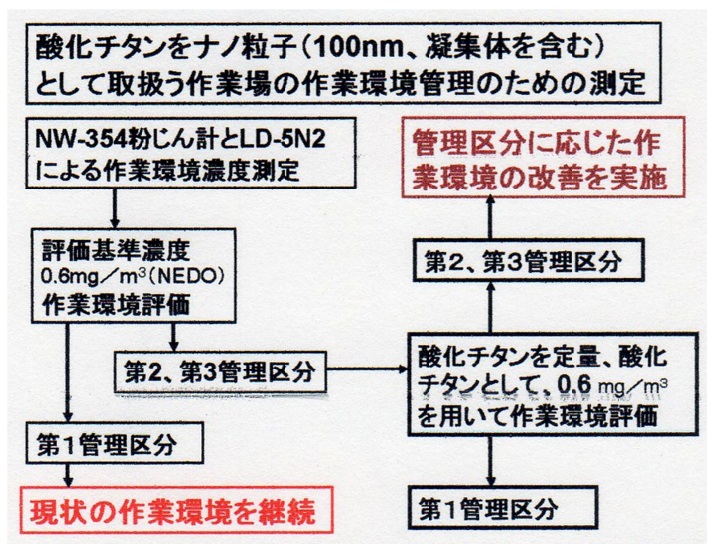 酸化チタンをナノ粒子（100nm、凝集体を含む）
として取扱う作業場の作業環境管理のための測定
NW-354粉じん計とLD-5N2
による作業環境濃度測定
評価基準濃度
0.6mg／m³（NEDO）
作業環境評価
第2、第3管理区分
第1管理区分
現状の作業環境を継続
管理区分に応じた作
業環境の改善を実施
第2、第3管理区分
酸化チタンを定量、酸化
チタンとして、0.6 mg／m³
を用いて作業環境評価
第1管理区分